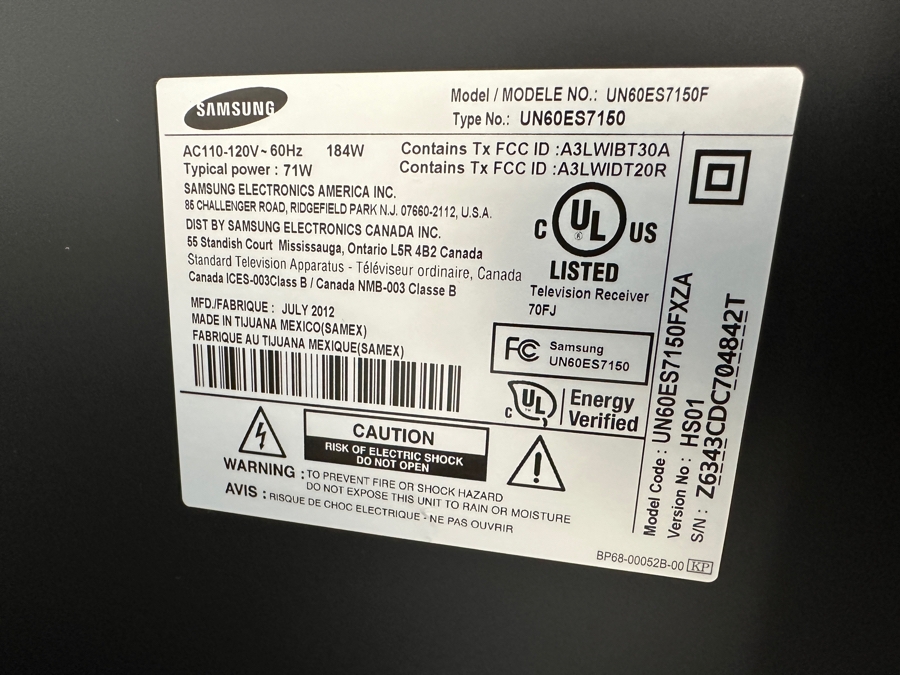 SAMSUNG
Model / MODELE NO.: UN60ES7150F
Type No.: UN60ES7150
AC110-120V~60Hz 184W
Typical power : 71W
Contains Tx FCC ID :A3LWIBT30A
Contains Tx FCC ID :A3LWIDT20R
SAMSUNG ELECTRONICS AMERICA INC.
85 CHALLENGER ROAD, RIDGEFIELD PARK N.J. 07660-2112, U.S.A.
DIST BY SAMSUNG ELECTRONICS CANADA INC.
55 Standish Court Mississauga, Ontario L5R 4B2 Canada
Standard Television Apparatus - Téléviseur ordinaire, Canada
Canada ICES-003Class B / Canada NMB-003 Classe B
C UL ® US
LISTED
Television Receiver
70FJ
MFD./FABRIQUE : JULY 2012
MADE IN TIJUANA MEXICO(SAMEX)
FABRIQUE AU TIJUANA MEXIQUE(SAMEX)
FC Samsung
UN60ES7150
C UL ™ Energy
Verified
CAUTION
RISK OF ELECTRIC SHOCK
DO NOT OPEN
WARNING : TO PREVENT FIRE OR SHOCK HAZARD
DO NOT EXPOSE THIS UNIT TO RAIN OR MOISTURE
AVIS : RISQUE DE CHOC ELECTRIQUE - NE PAS OUVRIR
Model Code : UN60ES7150FXZA
Version No : HS01
S/N : Z6343CDC704842T
BP68-00052B-00 KP